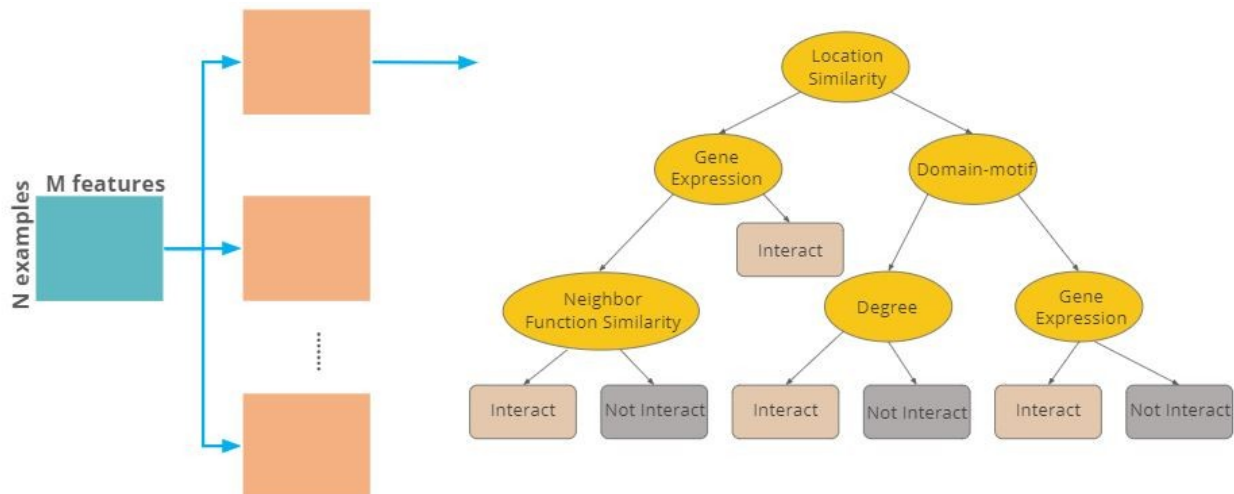 M features
N examples
Location
Similarity
Gene
Expression
Domain-motif
Interact
Neighbor
Function Similarity
Degree
Gene
Expression
Interact
Not Interact
Interact
Not Interact
Interact
Not Interact